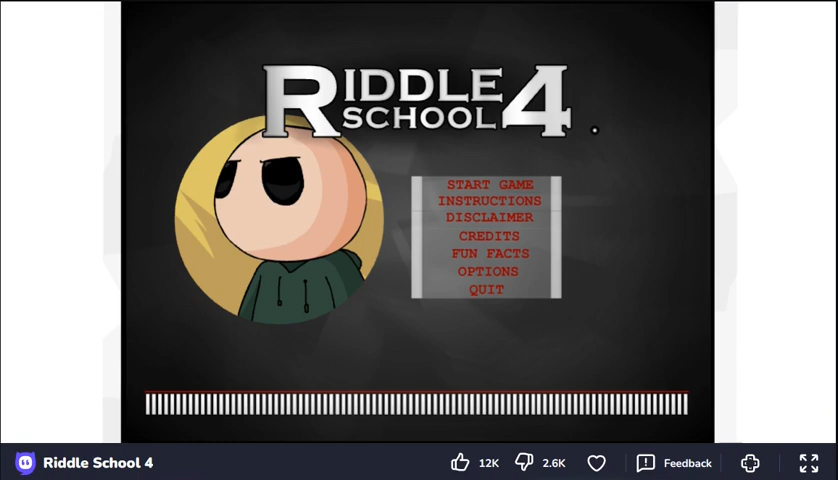 RIDDLE
SCHOOL 4
START GAME
INSTRUCTIONS
DISCLAIMER
CREDITS
FUN FACTS
OPTIONS
QUIT
Riddle School 4
12K
2.6K
Feedback